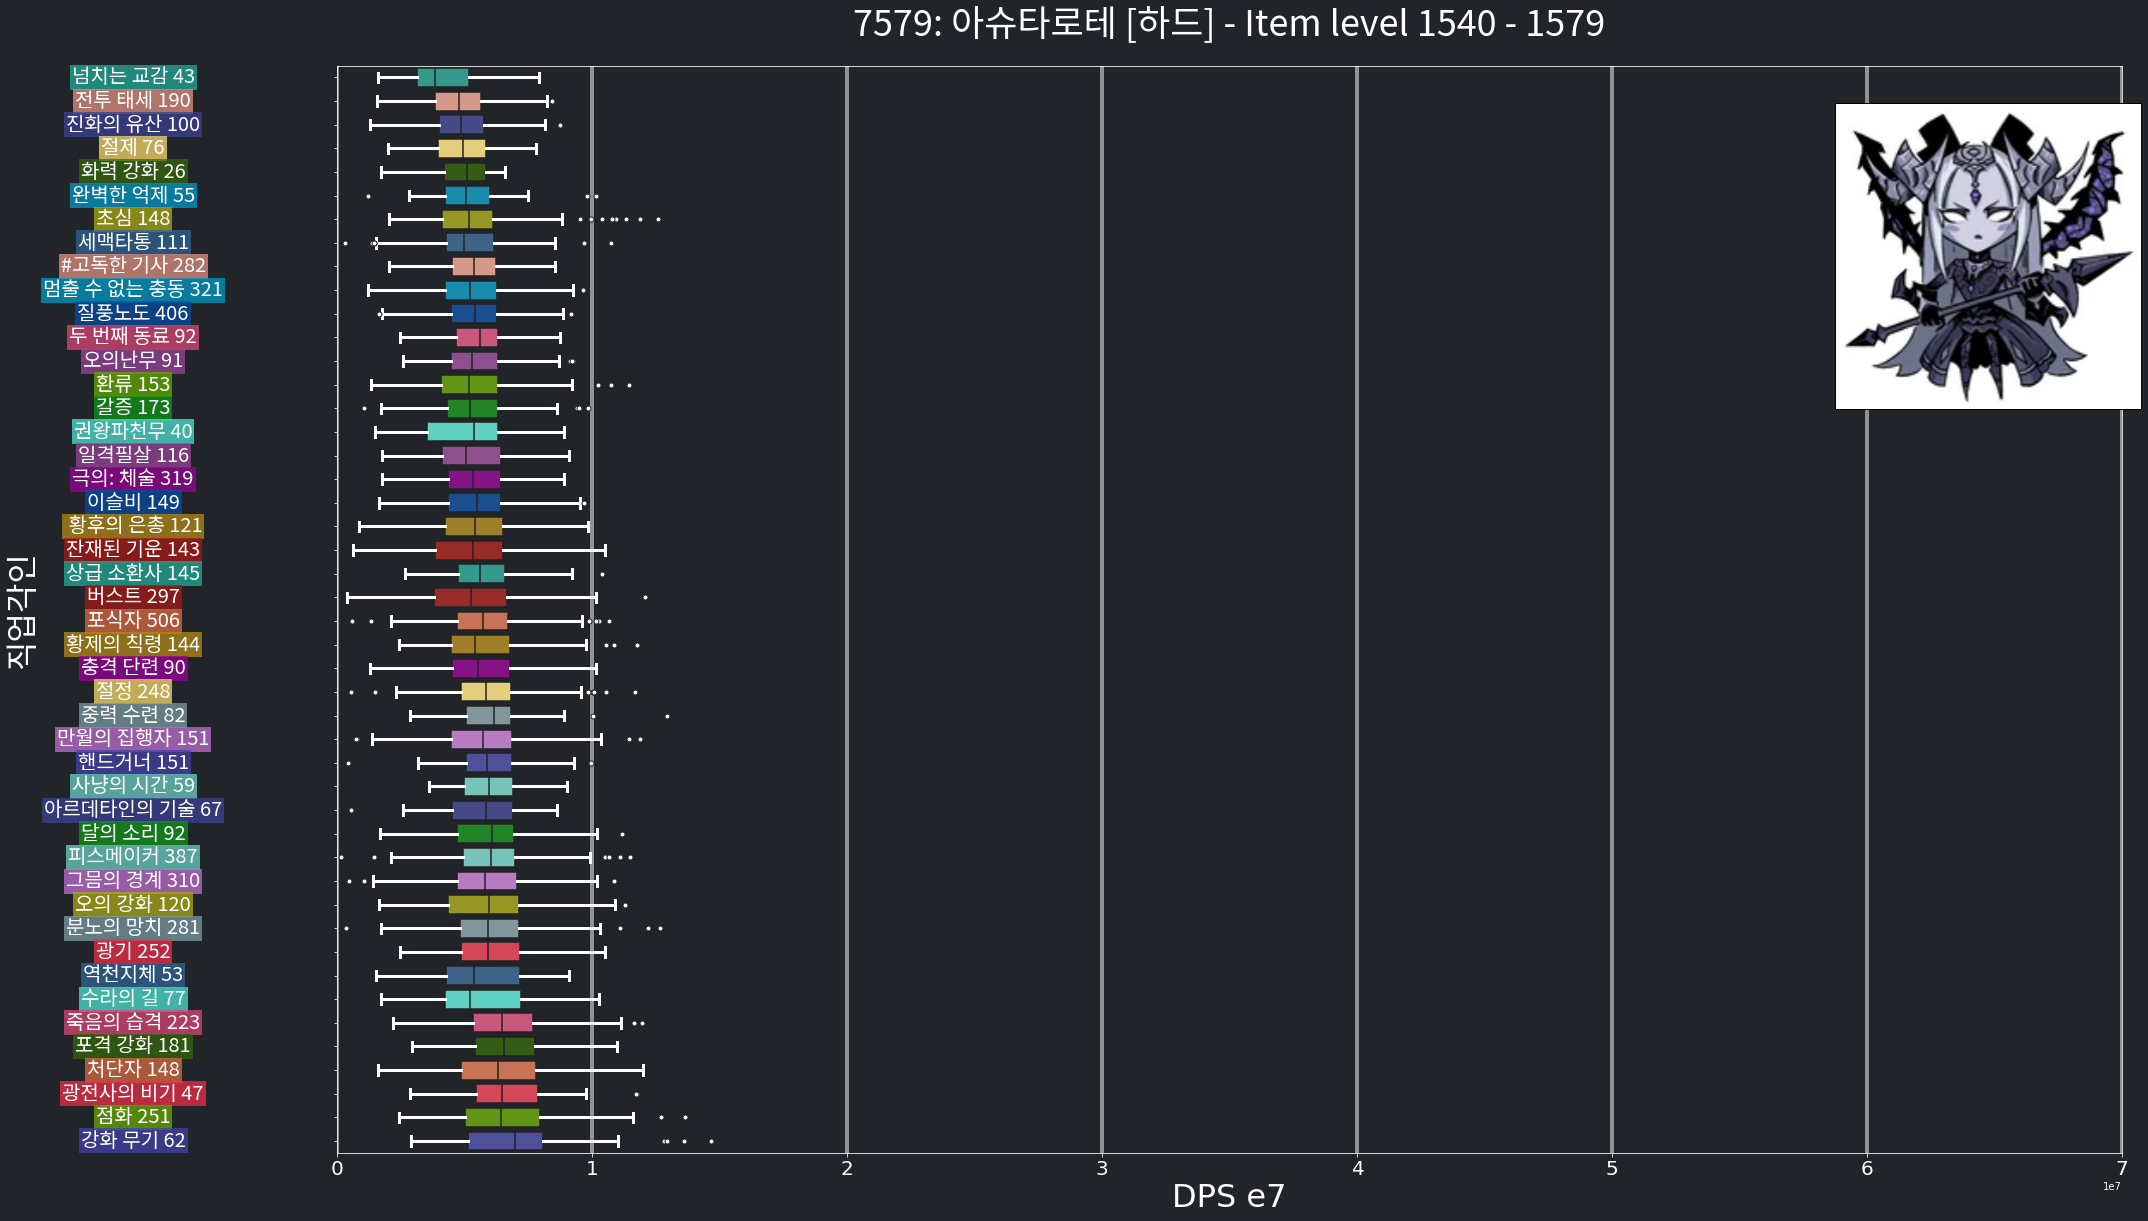 7579: 아슈타로테 [하드] - Item level 1540 - 1579
직업각인
넘치는 교감 43
전투 태세 190
진화의 유산 100
절제 76
화력 강화 26
완벽한 억제 55
초심 148
세맥타통 111
#고독한 기사 282
멈출 수 없는 충동 321
질풍노도 406
두 번째 동료 92
오의난무 91
환류 153
갈증 173
권왕파천무 40
일격필살 116
극의: 체술 319
이슬비 149
황후의 은총 121
잔재된 기운 143
상급 소환사 145
버스트 297
포식자 506
황제의 칙령 144
충격 단련 90
절정 248
중력 수련 82
만월의 집행자 151
핸드거너 151
사냥의 시간 59
아르데타인의 기술 67
달의 소리 92
피스메이커 387
그믐의 경계 310
오의 강화 120
분노의 망치 281
광기 252
역천지체 53
수라의 길 77
죽음의 습격 223
포격 강화 181
처단자 148
광전사의 비기 47
점화 251
강화 무기 62
0 1 2 3 4 5 6 7
1e7
DPS e7